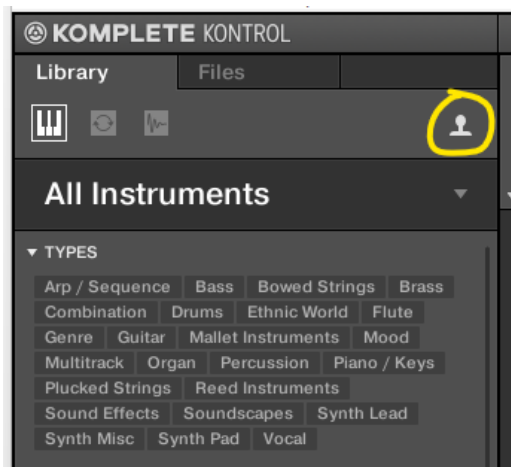 KOMPLETE KONTROL
Library Files
All Instruments
TYPES
Arp / Sequence Bass Bowed Strings Brass
Combination Drums Ethnic World Flute
Genre Guitar Mallet Instruments Mood
Multitrack Organ Percussion Piano / Keys
Plucked Strings Reed Instruments
Sound Effects Soundscapes Synth Lead
Synth Misc Synth Pad Vocal